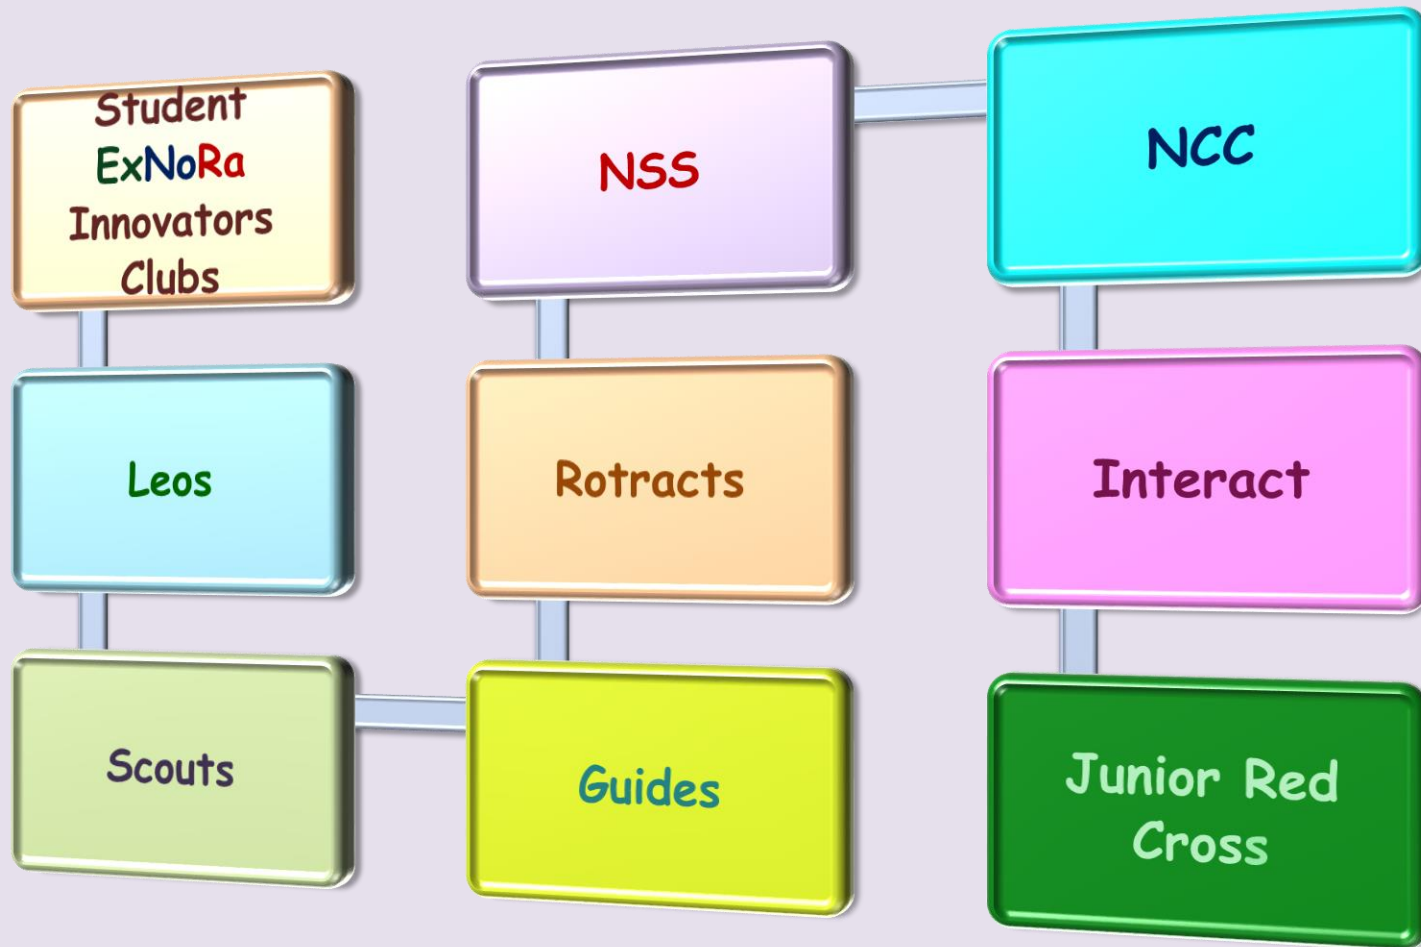 Student
ExNoRa
Innovators
Clubs
Leos
Scouts
Guides
Rotracts
NSS
NCC
Interact
Junior Red
Cross